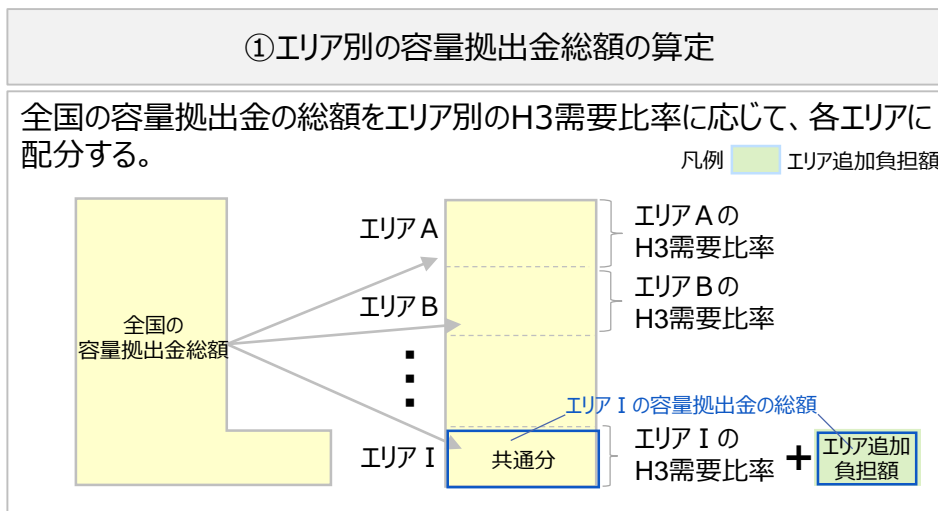 ①エリア別の容量拠出金総額の算定
全国の容量拠出金の総額をエリア別のH3需要比率に応じて、各エリアに
配分する。
凡例 エリア追加負担額
エリアA
エリアAの
H3需要比率
エリアB
エリアBの
H3需要比率
全国の
容量拠出金総額
エリアⅠの容量拠出金の総額
エリアⅠ
共通分
エリアⅠの
H3需要比率
+
エリア追加
負担額